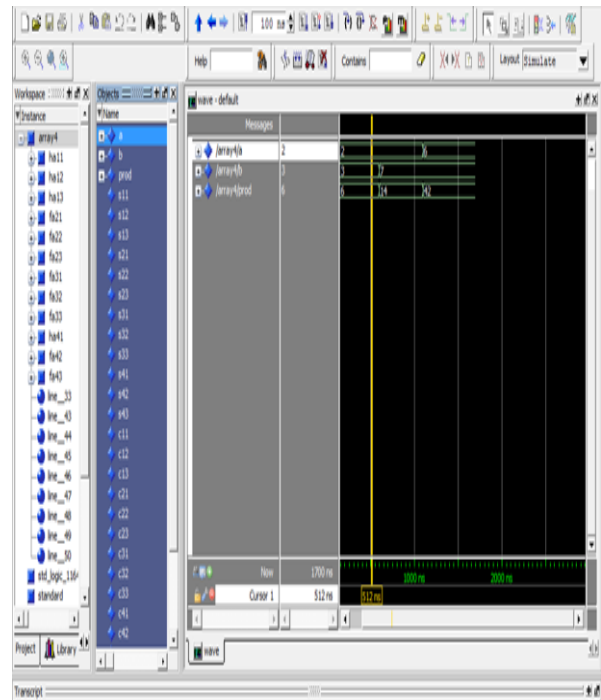 100 ns
Help
Contains
Layout Simulate
Workspace
Instance
array4
ha11
ha12
ha13
fa21
fa22
fa23
fa31
fa32
fa33
ha41
fa42
fa43
line__33
line__43
line__44
line__45
line__46
line__47
line__48
line__49
line__50
std_logic_116
standard
Project
Library
Objects
Name
a
b
prod
s11
s12
s13
s21
s22
s23
s31
s32
s33
s41
s42
s43
c11
c12
c13
c21
c22
c23
c31
c32
c33
c41
c42
wave - default
Messages
/array4/a 2 2 6
/array4/b 3 3 7
/array4/prod 6 6 14 42
Now 1700 ns 1000 ns 2000 ns
Cursor 1 512 ns 512 ns
wave
Transcript